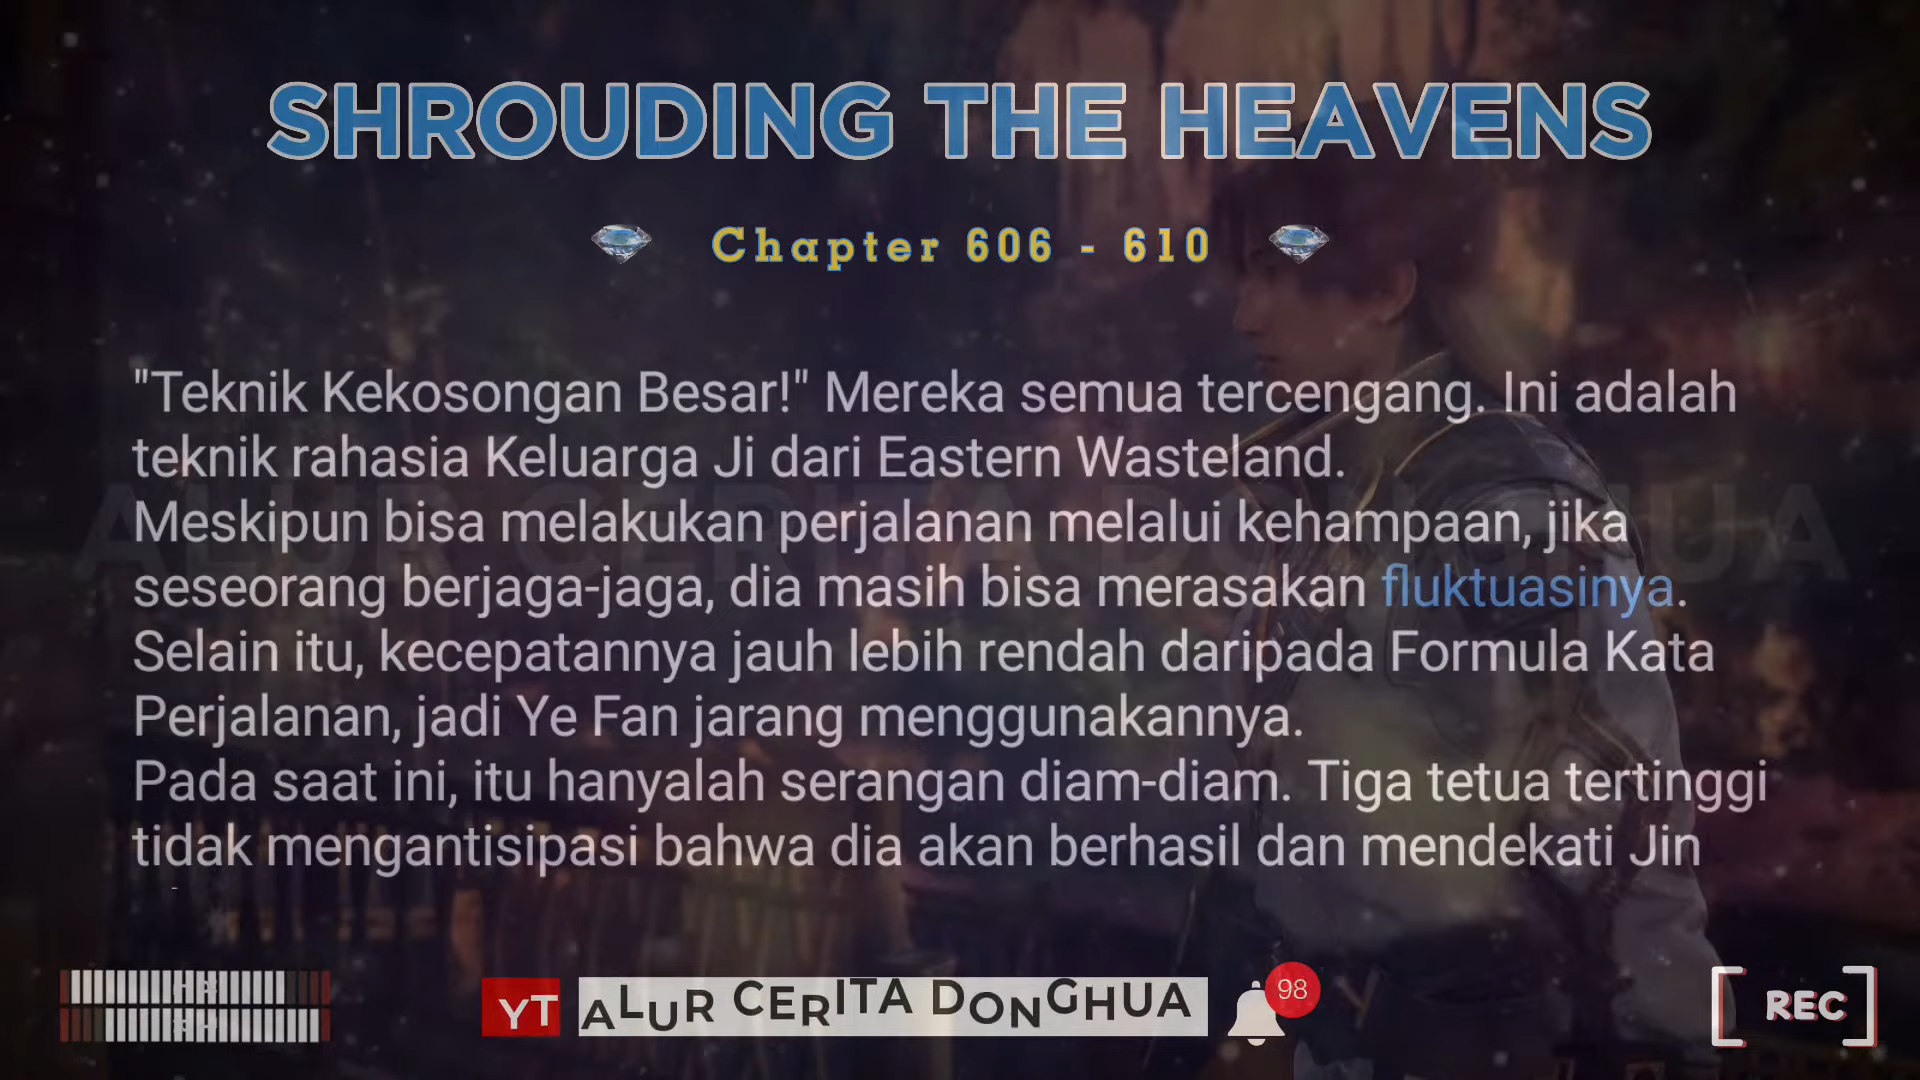 SHROUDING THE HEAVENS
Chapter 606 - 610
"Teknik Kekosongan Besar!" Mereka semua tercengang. Ini adalah
teknik rahasia Keluarga Ji dari Eastern Wasteland.
Meskipun bisa melakukan perjalanan melalui kehampaan, jika
seseorang berjaga-jaga, dia masih bisa merasakan fluktuasinya.
Selain itu, kecepatannya jauh lebih rendah daripada Formula Kata
Perjalanan, jadi Ye Fan jarang menggunakannya.
Pada saat ini, itu hanyalah serangan diam-diam. Tiga tetua tertinggi
tidak mengantisipasi bahwa dia akan berhasil dan mendekati Jin
ALUR CERITA DONGHUA
YT ALUR CERITA DONGHUA
98
REC